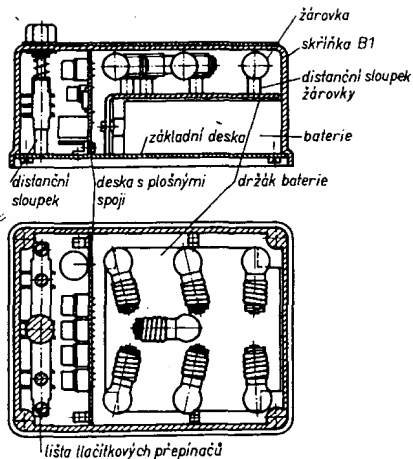 žárovka
skříňka B1
distanční sloupek
žárovky
základní deska
baterie
distanční
sloupek
deska s plošnými
spoji
držák baterie
lišta tlačítkových přepínačů